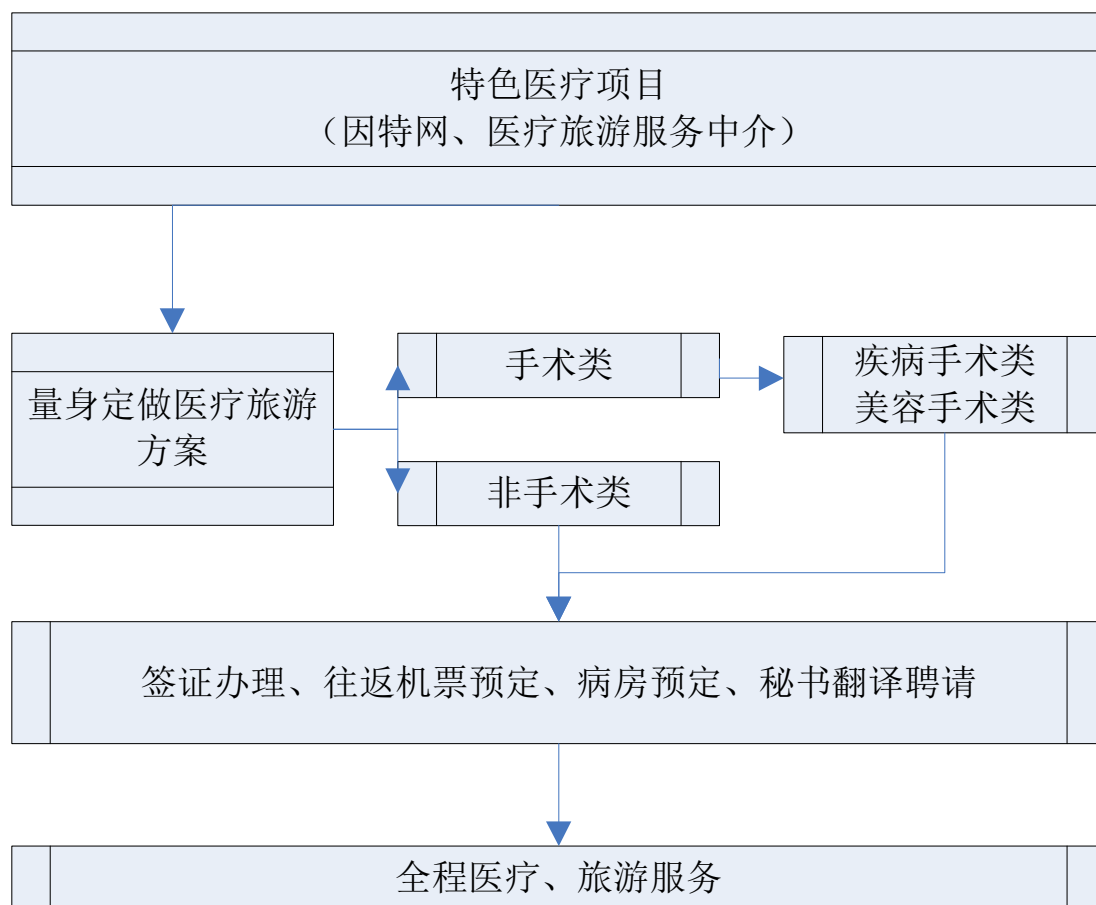 特色医疗项目
（因特网、医疗旅游服务中介）
量身定做医疗旅游
方案
手术类
疾病手术类
美容手术类
非手术类
签证办理、往返机票预定、病房预定、秘书翻译聘请
全程医疗、旅游服务